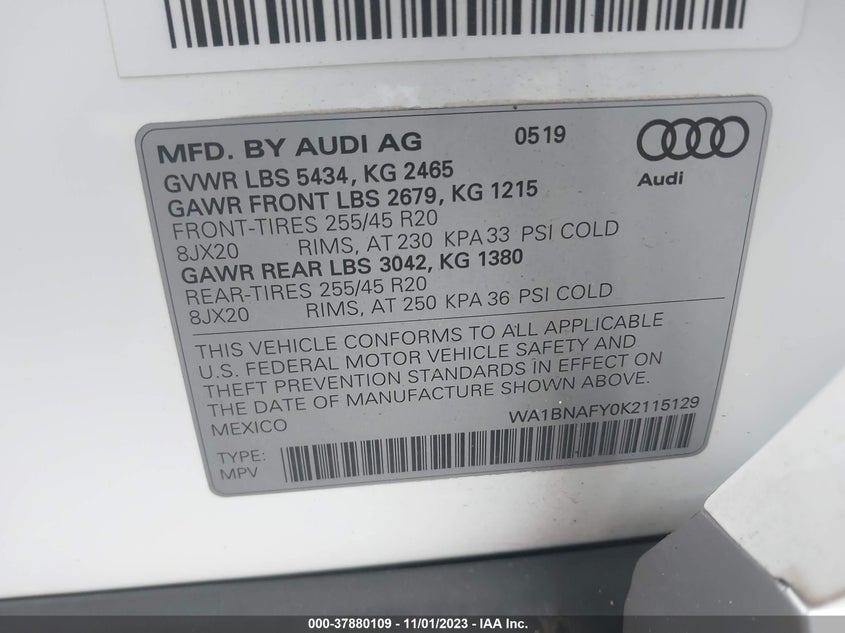 MFD. BY AUDI AG 0519
Audi
GVWR LBS 5434, KG 2465
GAWR FRONT LBS 2679, KG 1215
FRONT-TIRES 255/45 R20
8JX20 RIMS, AT 230 KPA 33 PSI COLD
GAWR REAR LBS 3042, KG 1380
REAR-TIRES 255/45 R20
8JX20 RIMS, AT 250 KPA 36 PSI COLD
THIS VEHICLE CONFORMS TO ALL APPLICABLE
U.S. FEDERAL MOTOR VEHICLE SAFETY AND
THEFT PREVENTION STANDARDS IN EFFECT ON
THE DATE OF MANUFACTURE SHOWN ABOVE.
MEXICO WA1BNAFY0K2115129
TYPE:
MPV
000-37880109 - 11/01/2023 - IAA Inc.